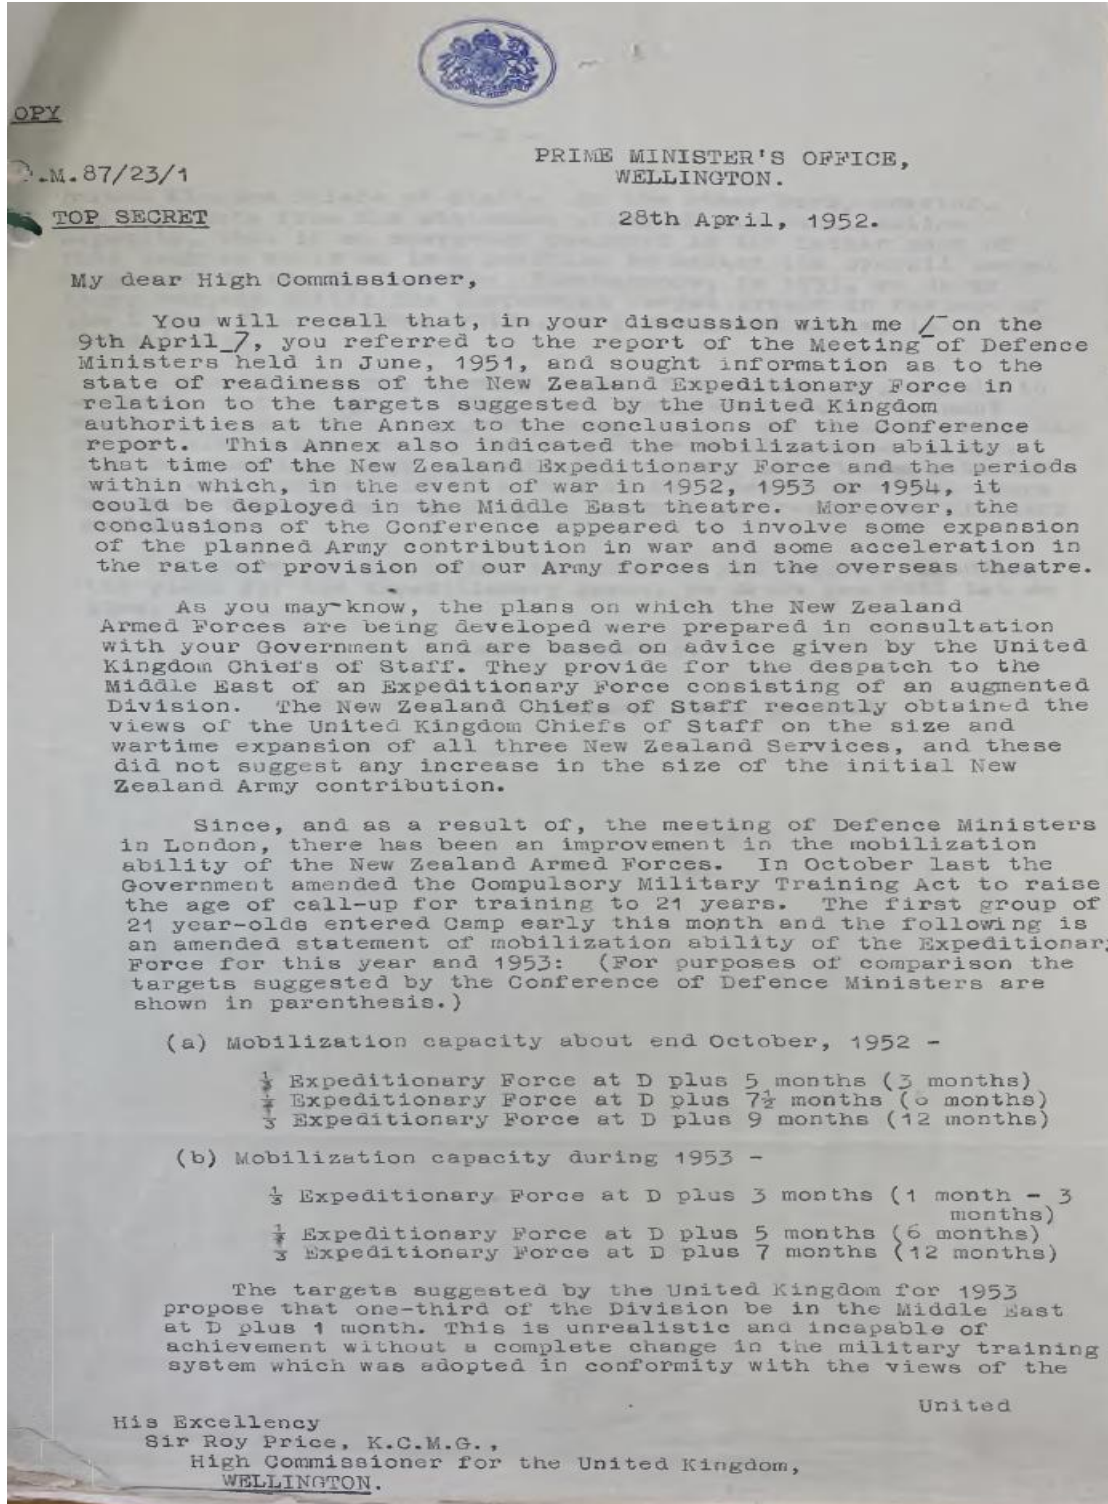 OPY
.M.87/23/1
PRIME MINISTER'S OFFICE,
WELLINGTON.
TOP SECRET
28th April, 1952.
My dear High Commissioner,
You will recall that, in your discussion with me /¯on the
9th April_7, you referred to the report of the Meeting of Defence
Ministers held in June, 1951, and sought information as to the
state of readiness of the New Zealand Expeditionary Force in
relation to the targets suggested by the United Kingdom
authorities at the Annex to the conclusions of the Conference
report. This Annex also indicated the mobilization ability at
that time of the New Zealand Expeditionary Force and the periods
within which, in the event of war in 1952, 1953 or 1954, it
could be deployed in the Middle East theatre. Moreover, the
conclusions of the Conference appeared to involve some expansion
of the planned Army contribution in war and some acceleration in
the rate of provision of our Army forces in the overseas theatre.
As you may know, the plans on which the New Zealand
Armed Forces are being developed were prepared in consultation
with your Government and are based on advice given by the United
Kingdom Chiefs of Staff. They provide for the despatch to the
Middle East of an Expeditionary Force consisting of an augmented
Division. The New Zealand Chiefs of Staff recently obtained the
views of the United Kingdom Chiefs of Staff on the size and
wartime expansion of all three New Zealand Services, and these
did not suggest any increase in the size of the initial New
Zealand Army contribution.
Since, and as a result of, the meeting of Defence Ministers
in London, there has been an improvement in the mobilization
ability of the New Zealand Armed Forces. In October last the
Government amended the Compulsory Military Training Act to raise
the age of call-up for training to 21 years. The first group of
21 year-olds entered Camp early this month and the following is
an amended statement of mobilization ability of the Expeditionar
Force for this year and 1953: (For purposes of comparison the
targets suggested by the Conference of Defence Ministers are
shown in parenthesis.)
(a) Mobilization capacity about end October, 1952 -
⅓ Expeditionary Force at D plus 5 months (3 months)
⅓ Expeditionary Force at D plus 7½ months (6 months)
⅓ Expeditionary Force at D plus 9 months (12 months)
(b) Mobilization capacity during 1953 -
⅓ Expeditionary Force at D plus 3 months (1 month - 3
months)
⅓ Expeditionary Force at D plus 5 months (6 months)
⅓ Expeditionary Force at D plus 7 months (12 months)
The targets suggested by the United Kingdom for 1953
propose that one-third of the Division be in the Middle East
at D plus 1 month. This is unrealistic and incapable of
achievement without a complete change in the military training
system which was adopted in conformity with the views of the
United
His Excellency
Sir Roy Price, K.C.M.G.,
High Commissioner for the United Kingdom,
WELLINGTON.